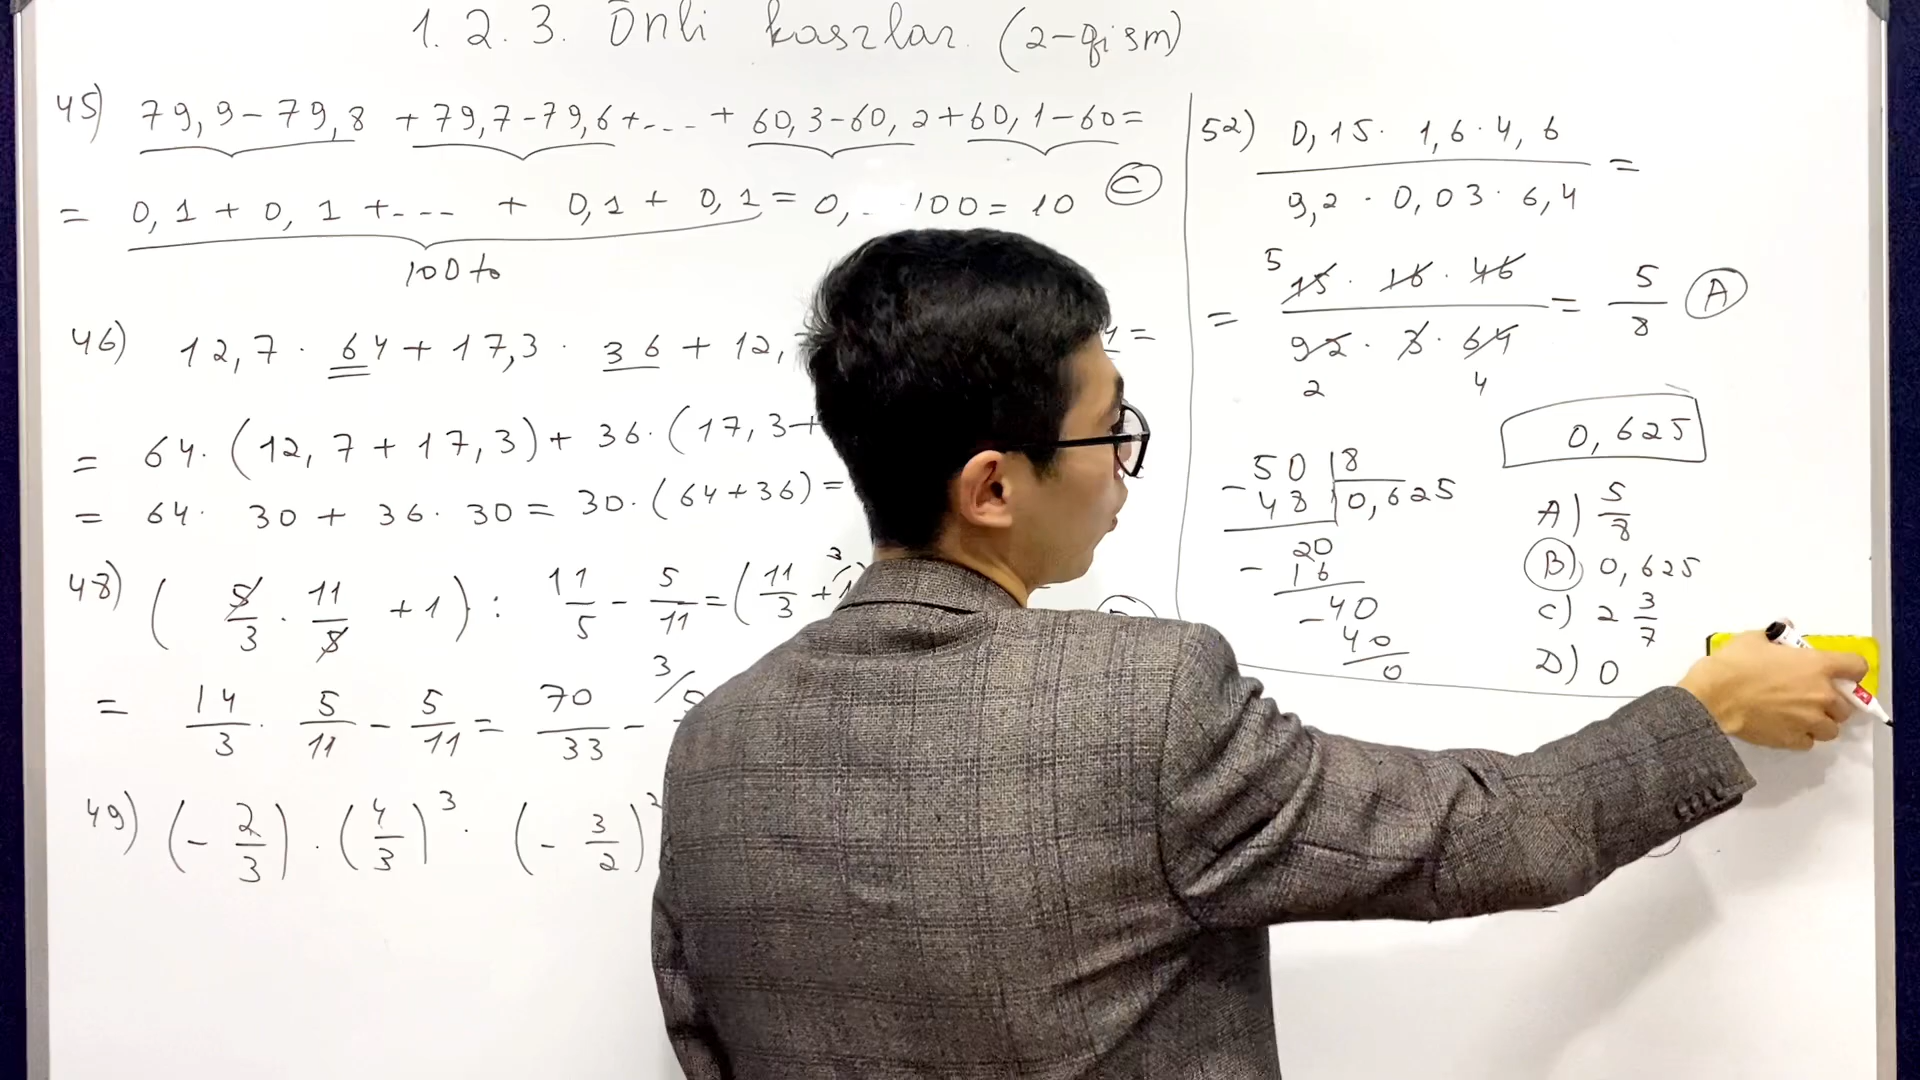 1. 2. 3. Onli kasrlar. (2-qism)
45) 79,9 - 79,8 + 79,7 - 79,6 + ... + 60,3 - 60,2 + 60,1 - 60 =
= 0,1 + 0,1 + ... + 0,1 + 0,1 = 0, 100 = 10 C
100 ta
46) 12,7 · 64 + 17,3 · 36 + 12, =
= 64 · (12,7 + 17,3) + 36 · (17,3 +
= 64 · 30 + 36 · 30 = 30 · (64 + 36) =
48) ( 5/3 · 11/5 + 1 ) : 11/5 - 5/11 = ( 11/3 + 1
= 14/3 · 5/11 - 5/11 = 70/33 -
49) (- 2/3) · (4/3)^3 · (- 3/2)^2
52) 0,15 · 1,6 · 4,6 / 9,2 · 0,03 · 6,4 =
= 15 · 16 · 46 / 92 · 3 · 64 = 5/8 A
5
2 4
0,625
50 | 8
- 48 | 0,625
20
- 16
- 40
40
0
A) 5/8
B) 0,625
C) 2 3/7
D) 0